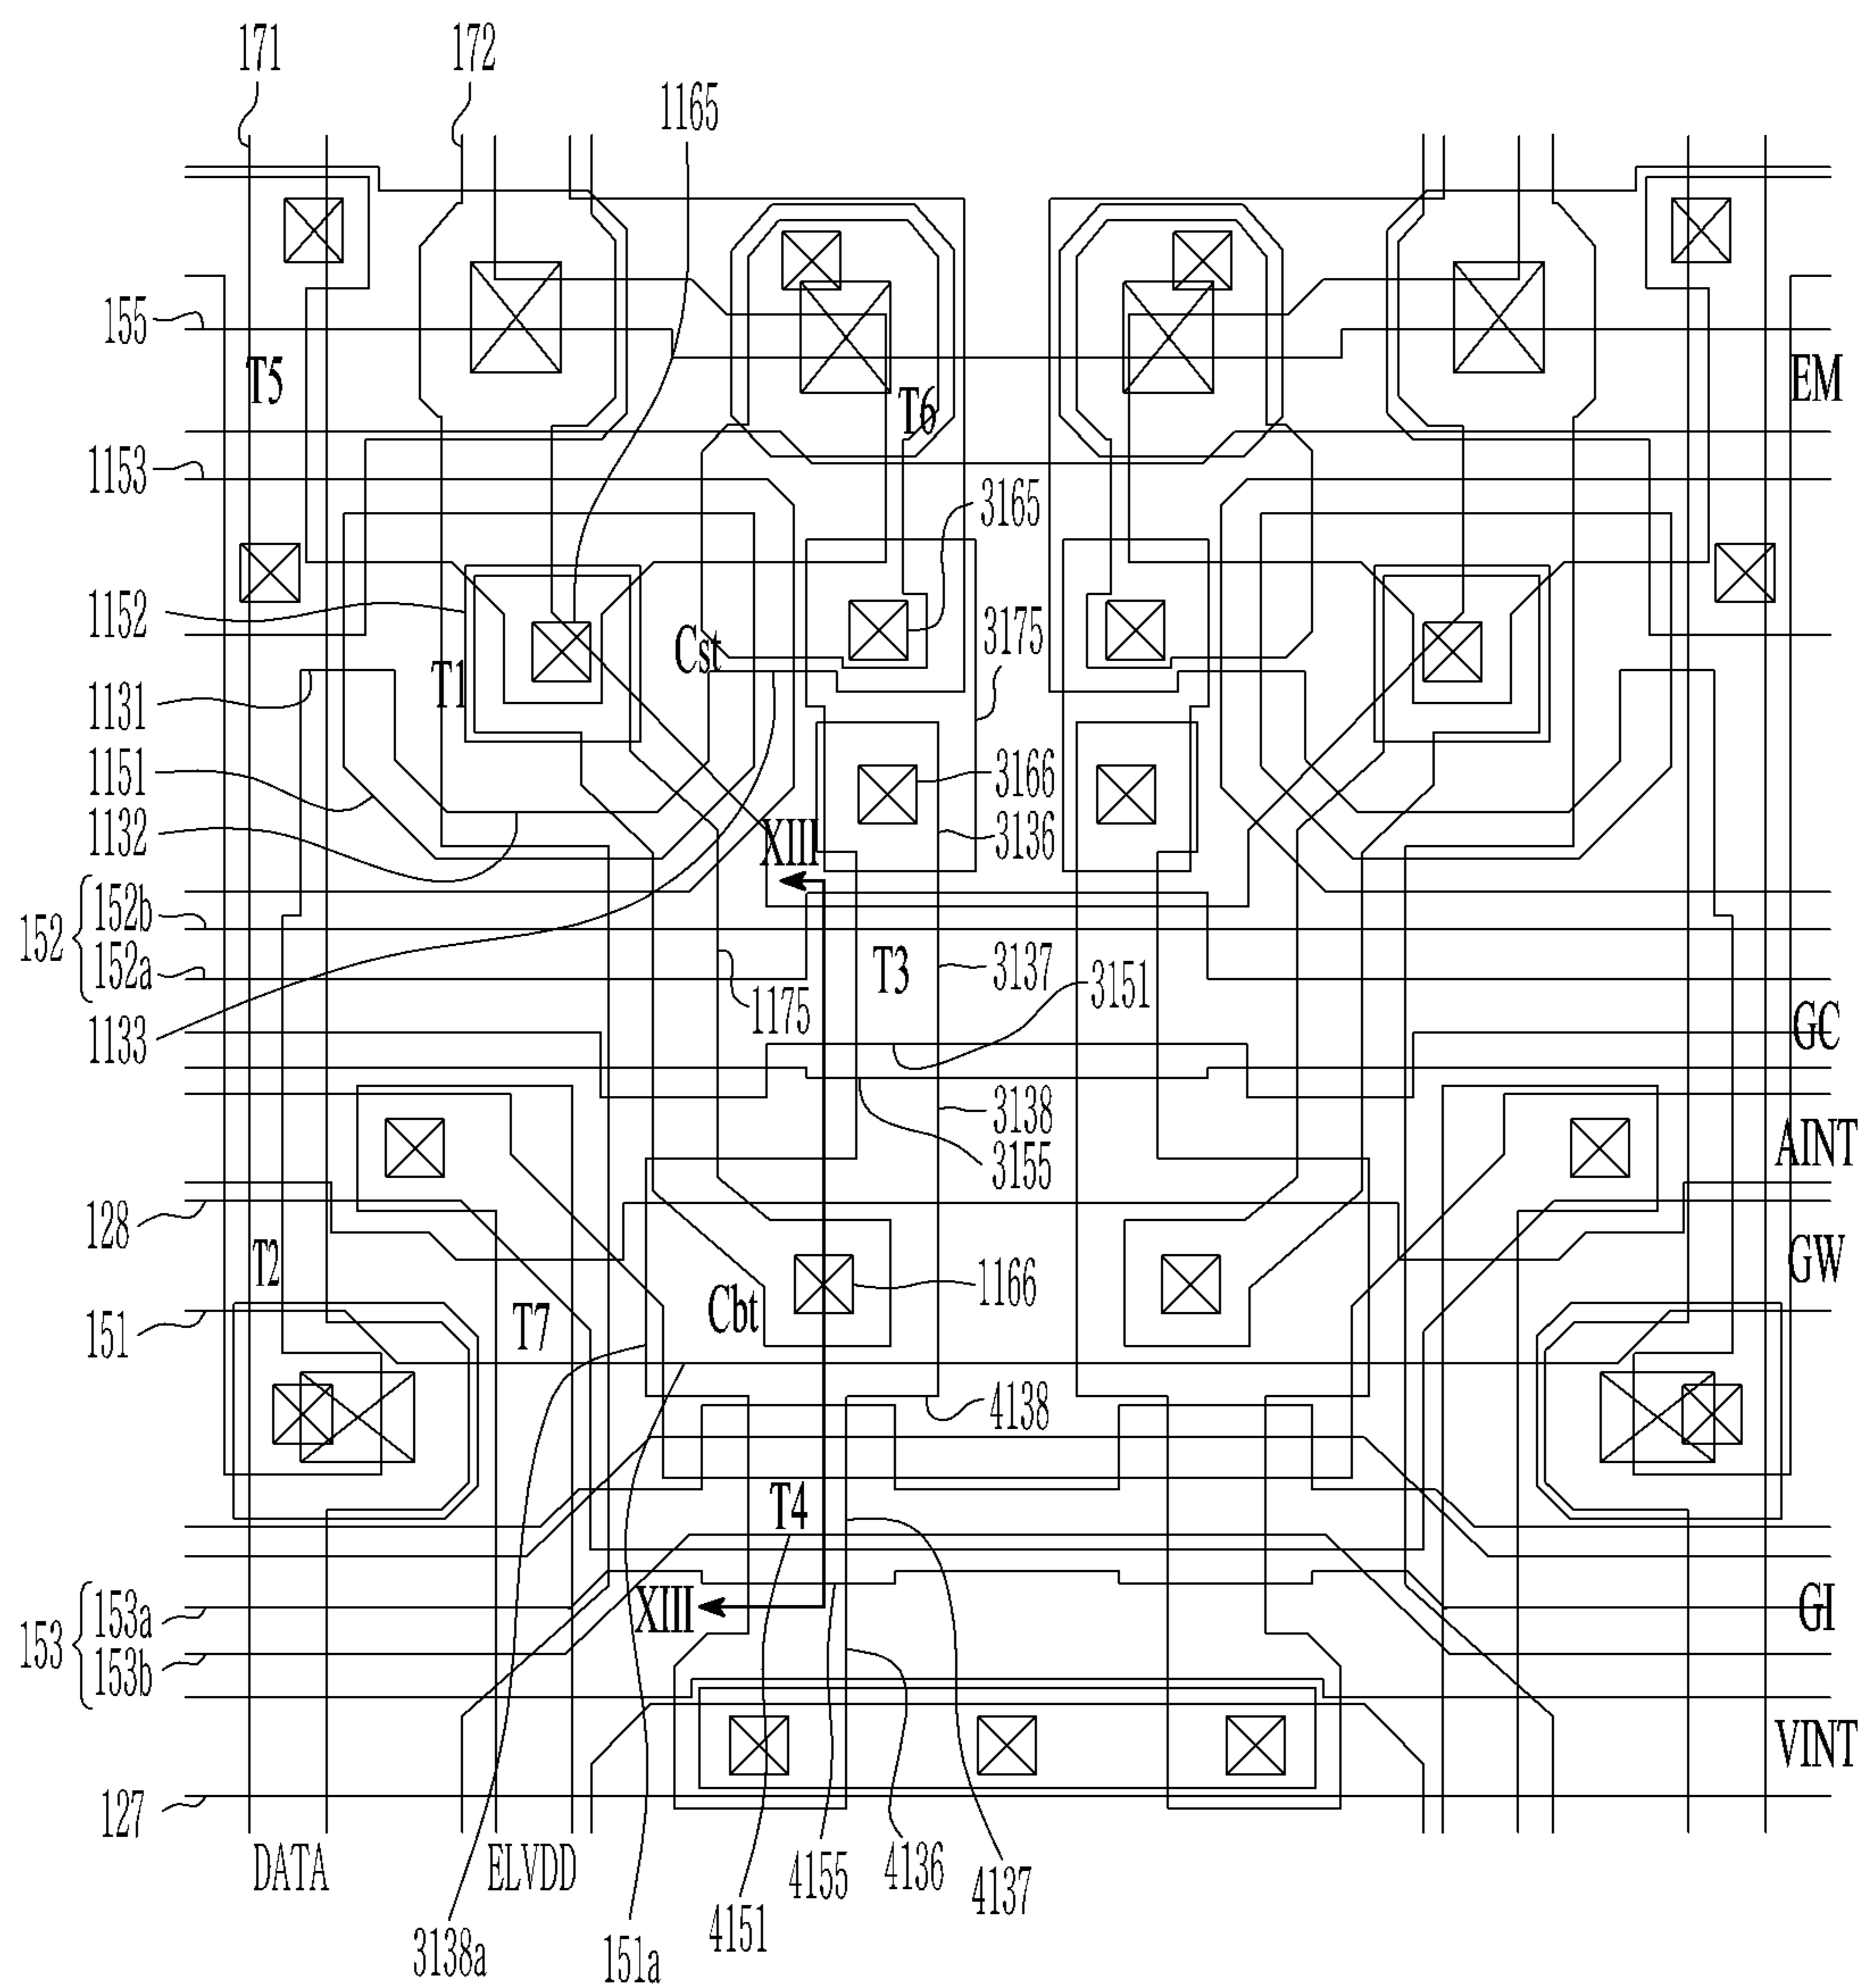 171
172
1165
155
T5
T6
EM
1153
3165
1152
3175
T1
Cst
1131
1151
3166
1132
3136
XIII
152
152b
152a
T3
3137
3151
1133
1175
GC
3138
3155
AINT
128
T2
GW
1166
151
T7
Cbt
4138
T4
153
153a
153b
XIII
GI
VINT
127
DATA
ELVDD
3138a
151a
4151
4155
4136
4137